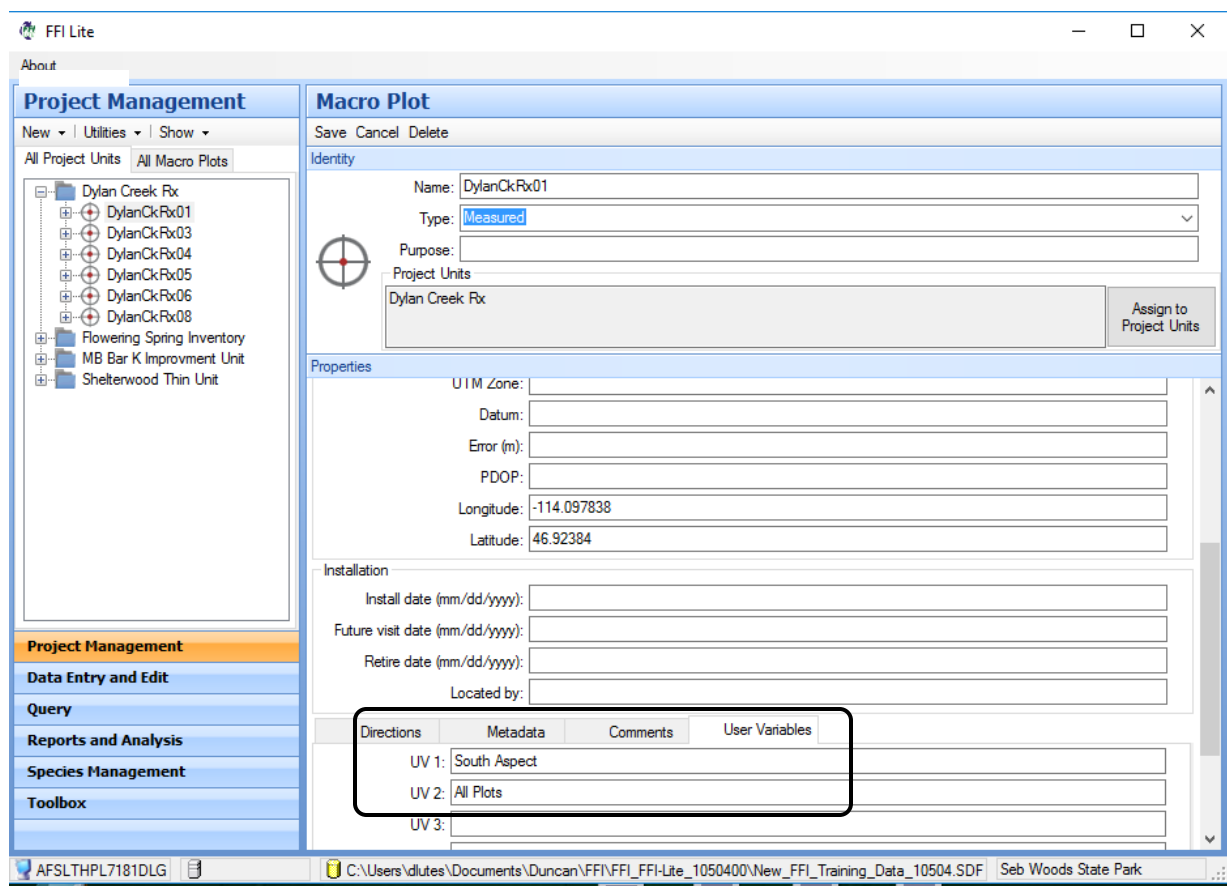 FFI Lite
About
Project Management
New Utilities Show
All Project Units All Macro Plots
Dylan Creek Rx
DylanCkRx01
DylanCkRx03
DylanCkRx04
DylanCkRx05
DylanCkRx06
DylanCkRx08
Flowering Spring Inventory
MB Bar K Improvment Unit
Shelterwood Thin Unit
Project Management
Data Entry and Edit
Query
Reports and Analysis
Species Management
Toolbox
Macro Plot
Save Cancel Delete
Identity
Name: DylanCkRx01
Type: Measured
Purpose:
Project Units
Dylan Creek Rx
Assign to
Project Units
Properties
UTM Zone:
Datum:
Error (m):
PDOP:
Longitude: -114.097838
Latitude: 46.92384
Installation
Install date (mm/dd/yyyy):
Future visit date (mm/dd/yyyy):
Retire date (mm/dd/yyyy):
Located by:
Directions Metadata Comments User Variables
UV 1: South Aspect
UV 2: All Plots
UV 3:
AFSLTHPL7181DLG C:\Users\dlutes\Documents\Duncan\FFI\FFI_FFI-Lite_1050400\New_FFI_Training_Data_10504.SDF Seb Woods State Park